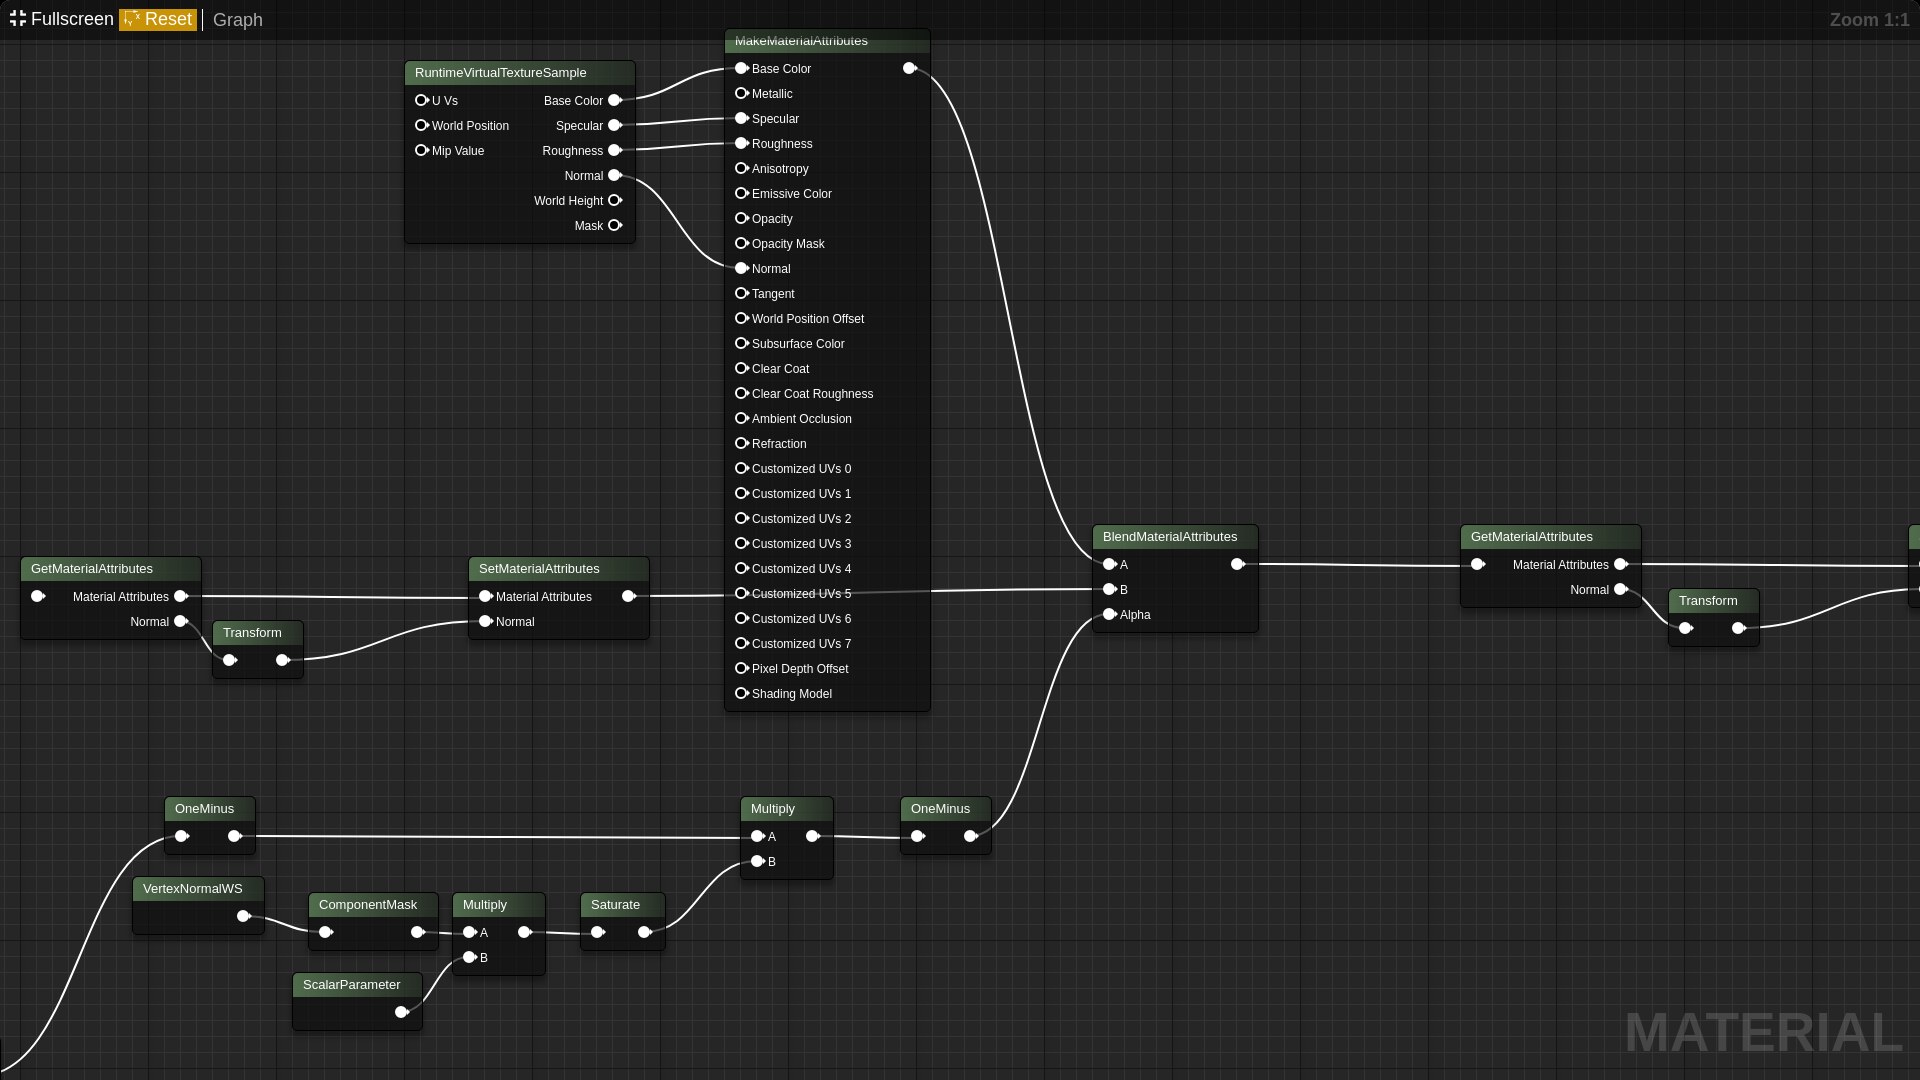 Fullscreen Reset Graph
Zoom 1:1
MakeMaterialAttributes
Base Color
Metallic
Specular
Roughness
Anisotropy
Emissive Color
Opacity
Opacity Mask
Normal
Tangent
World Position Offset
Subsurface Color
Clear Coat
Clear Coat Roughness
Ambient Occlusion
Refraction
Customized UVs 0
Customized UVs 1
Customized UVs 2
Customized UVs 3
Customized UVs 4
Customized UVs 5
Customized UVs 6
Customized UVs 7
Pixel Depth Offset
Shading Model
RuntimeVirtualTextureSample
U Vs Base Color
World Position Specular
Mip Value Roughness
Normal
World Height
Mask
GetMaterialAttributes
Material Attributes
Normal
Transform
SetMaterialAttributes
Material Attributes
Normal
BlendMaterialAttributes
A
B
Alpha
GetMaterialAttributes
Material Attributes
Normal
Transform
OneMinus
Multiply
A
B
OneMinus
VertexNormalWS
ComponentMask
Multiply
A
B
Saturate
ScalarParameter
MATERIAL